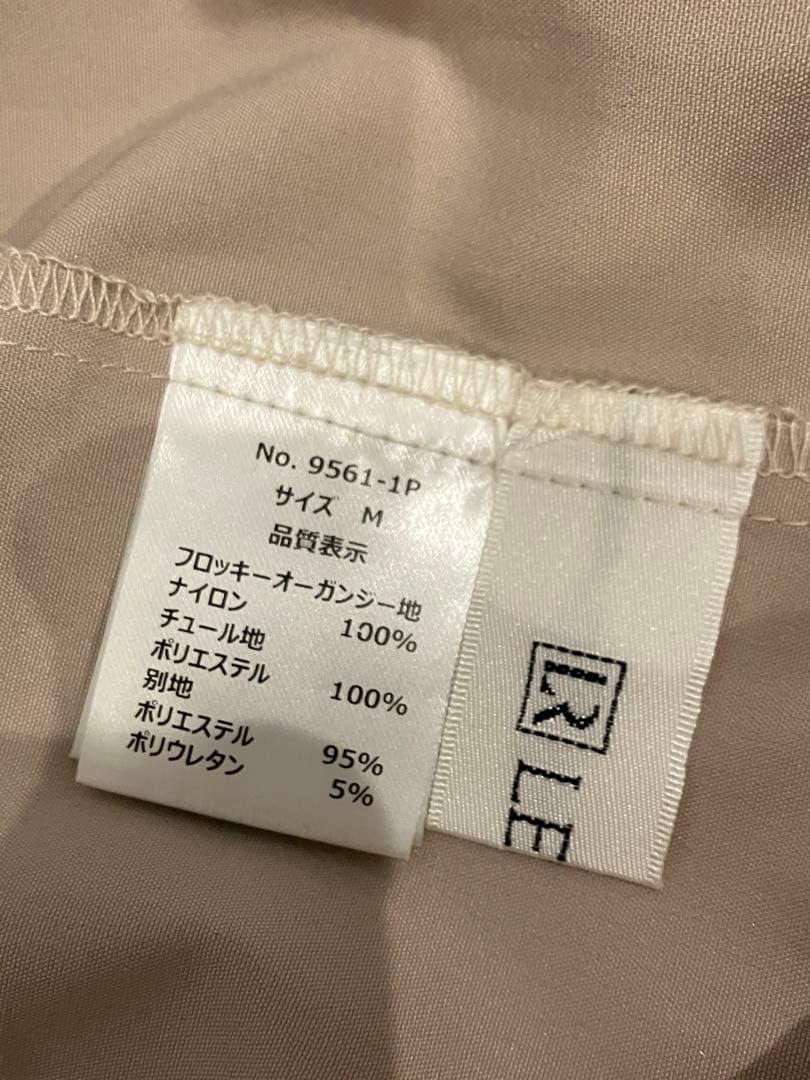 No. 9561-1P
サイズ M
品質表示
フロッキーオーガンジー地
ナイロン 100%
チュール地
ポリエステル 100%
別地
ポリエステル 95%
ポリウレタン 5%
LR
LE